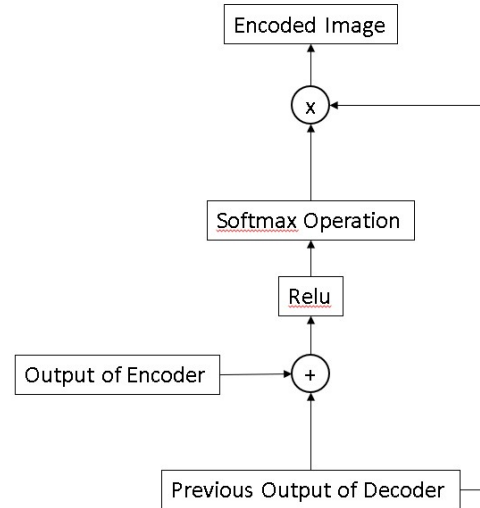 Encoded Image
x
Softmax Operation
Relu
Output of Encoder
+
Previous Output of Decoder